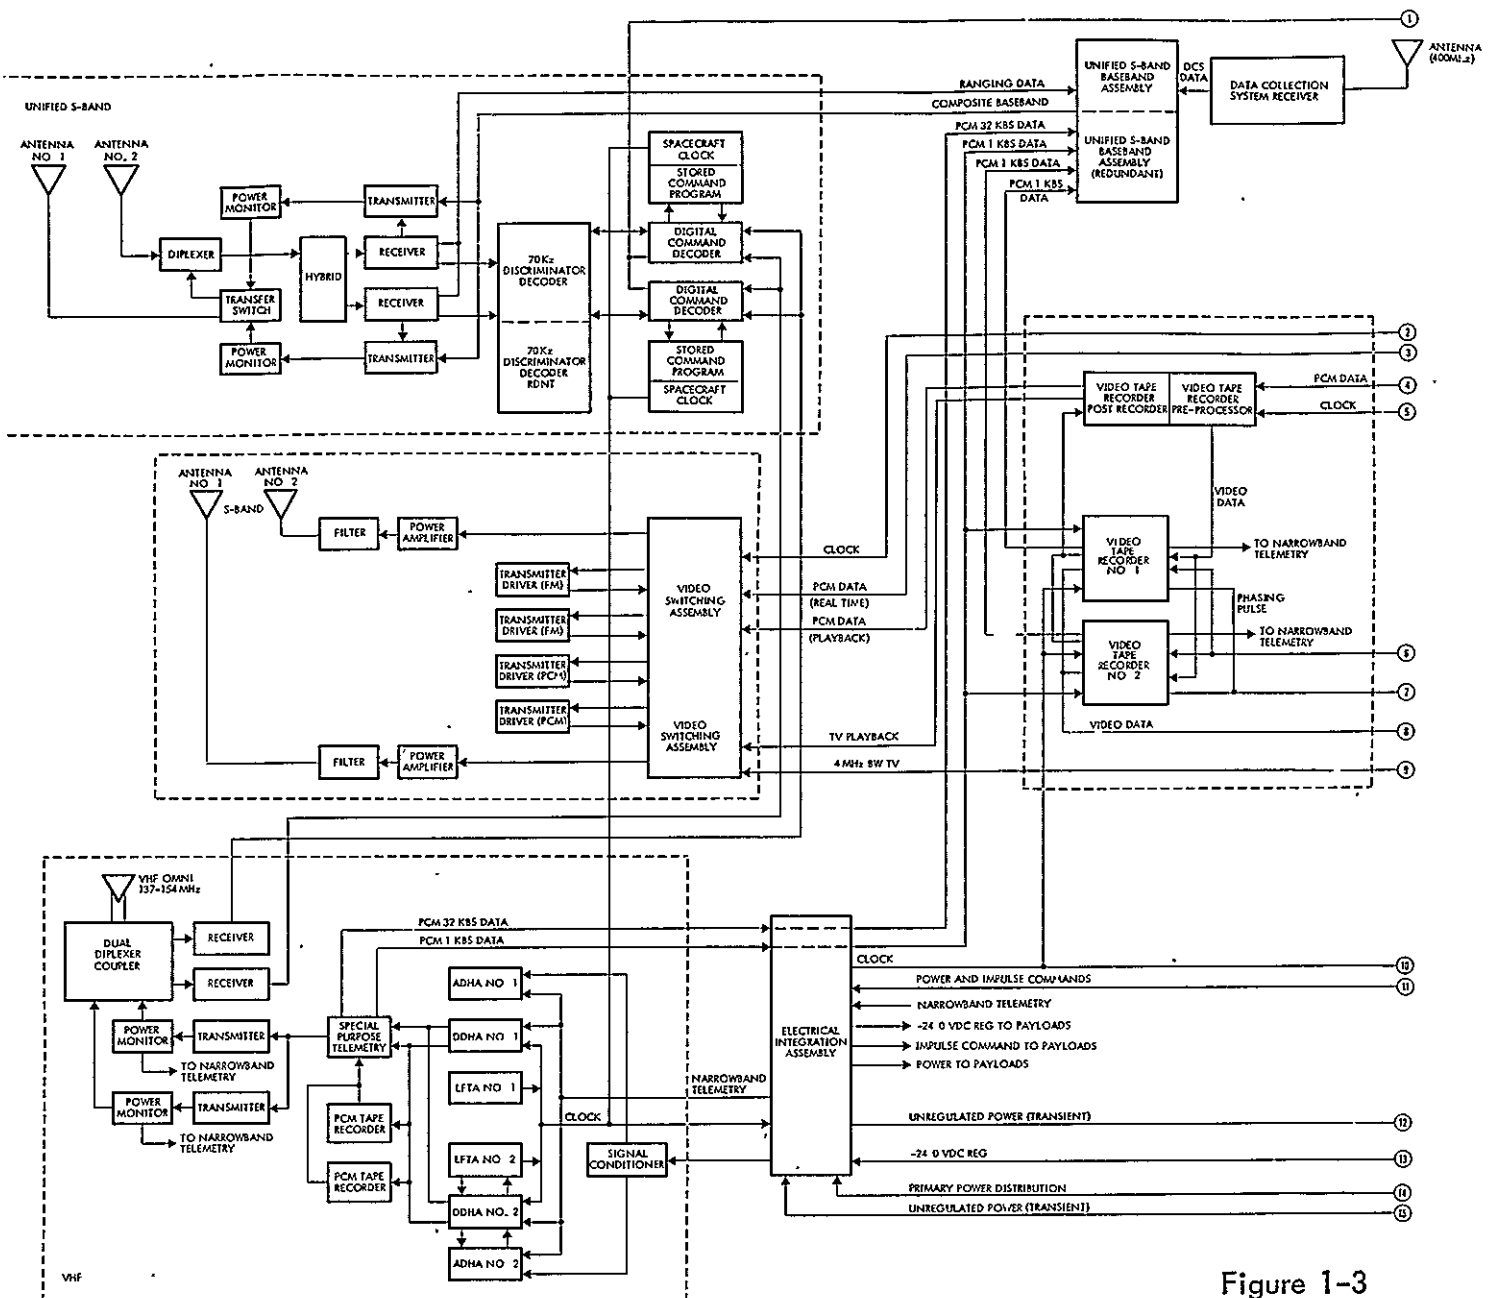 1
ANTENNA
(400MHz)
UNIFIED S-BAND
BASEBAND
ASSEMBLY
UNIFIED S-BAND
BASEBAND
ASSEMBLY
(REDUNDANT)
DCS
DATA
DATA COLLECTION
SYSTEM RECEIVER
RANGING DATA
COMPOSITE BASEBAND
PCM 32 KBS DATA
PCM 1 KBS DATA
PCM 1 KBS DATA
PCM 1 KBS
DATA
UNIFIED S-BAND
ANTENNA
NO 1
ANTENNA
NO. 2
POWER
MONITOR
TRANSMITTER
DIPLEXER
HYBRID
RECEIVER
TRANSFER
SWITCH
RECEIVER
POWER
MONITOR
TRANSMITTER
70Kz
DISCRIMINATOR
DECODER
70Kz
DISCRIMINATOR
DECODER
RDNT
SPACECRAFT
CLOCK
STORED
COMMAND
PROGRAM
DIGITAL
COMMAND
DECODER
DIGITAL
COMMAND
DECODER
STORED
COMMAND
PROGRAM
SPACECRAFT
CLOCK
2
3
VIDEO TAPE
RECORDER
POST RECORDER
VIDEO TAPE
RECORDER
PRE-PROCESSOR
PCM DATA
4
CLOCK
5
VIDEO
DATA
VIDEO
TAPE
RECORDER
NO 1
TO NARROWBAND
TELEMETRY
PHASING
PULSE
VIDEO
TAPE
RECORDER
NO 2
TO NARROWBAND
TELEMETRY
6
7
VIDEO DATA
8
9
ANTENNA
NO 1
ANTENNA
NO 2
S-BAND
FILTER
POWER
AMPLIFIER
TRANSMITTER
DRIVER (FM)
TRANSMITTER
DRIVER (FM)
TRANSMITTER
DRIVER (PCM)
TRANSMITTER
DRIVER (PCM)
VIDEO
SWITCHING
ASSEMBLY
VIDEO
SWITCHING
ASSEMBLY
FILTER
POWER
AMPLIFIER
CLOCK
PCM DATA
(REAL TIME)
PCM DATA
(PLAYBACK)
TV PLAYBACK
4 MHz BW TV
VHF OMNI
137-154 MHz
DUAL
DIPLEXER
COUPLER
RECEIVER
RECEIVER
POWER
MONITOR
TRANSMITTER
TO NARROWBAND
TELEMETRY
POWER
MONITOR
TRANSMITTER
TO NARROWBAND
TELEMETRY
PCM 32 KBS DATA
PCM 1 KBS DATA
SPECIAL
PURPOSE
TELEMETRY
PCM TAPE
RECORDER
PCM TAPE
RECORDER
ADHA NO 1
DDHA NO. 1
LFTA NO 1
LFTA NO 2
DDHA NO. 2
ADHA NO 2
CLOCK
SIGNAL
CONDITIONER
NARROWBAND
TELEMETRY
ELECTRICAL
INTEGRATION
ASSEMBLY
CLOCK
10
POWER AND IMPULSE COMMANDS
11
NARROWBAND TELEMETRY
-24 0 VDC REG TO PAYLOADS
IMPULSE COMMAND TO PAYLOADS
POWER TO PAYLOADS
UNREGULATED POWER (TRANSIENT)
12
-24 0 VDC REG
13
PRIMARY POWER DISTRIBUTION
14
UNREGULATED POWER (TRANSIENT)
15
VHF
Figure 1-3